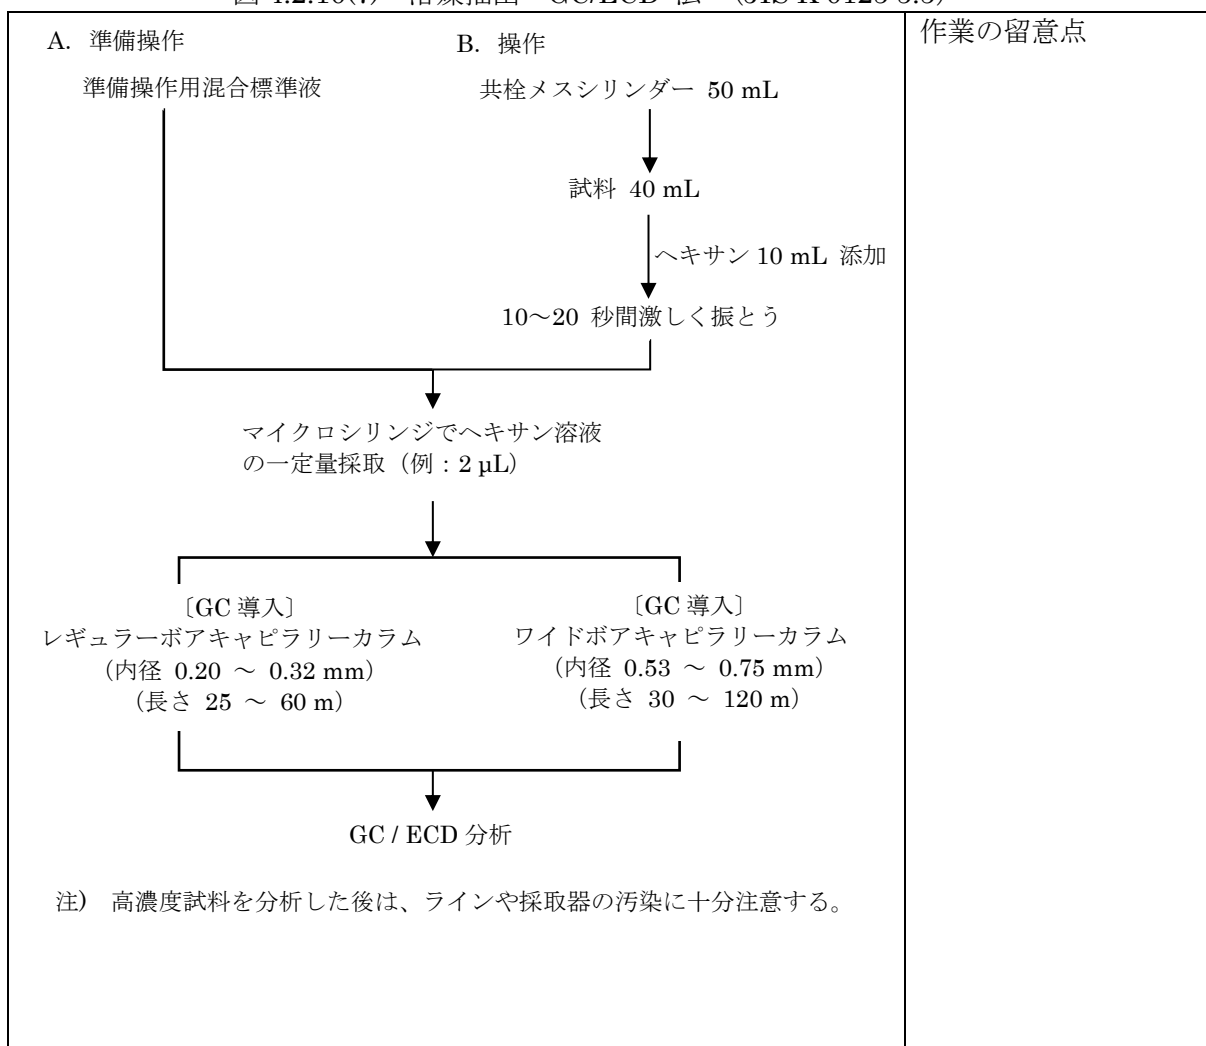 A. 準備操作
B. 操作
作業の留意点
準備操作用混合標準液
共栓メスシリンダー 50 mL
試料 40 mL
ヘキサン 10 mL 添加
10～20 秒間激しく振とう
マイクロシリンジでヘキサン溶液
の一定量採取（例：2 µL）
〔GC 導入〕
レギュラーボアキャピラリーカラム
（内径 0.20 ～ 0.32 mm）
（長さ 25 ～ 60 m）
〔GC 導入〕
ワイドボアキャピラリーカラム
（内径 0.53 ～ 0.75 mm）
（長さ 30 ～ 120 m）
GC / ECD 分析
注) 高濃度試料を分析した後は、ラインや採取器の汚染に十分注意する。